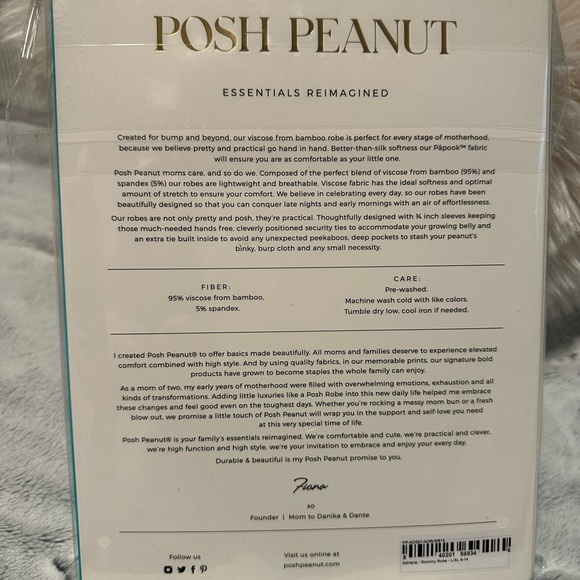 POSH PEANUT
ESSENTIALS REIMAGINED
Created for bump and beyond, our viscose from bamboo robe is perfect for every stage of motherhood,
because we believe pretty and practical go hand in hand. Better-than-silk softness our Päpook™ fabric
will ensure you are as comfortable as your little one.
Posh Peanut moms care, and so do we. Composed of the perfect blend of viscose from bamboo (95%) and
spandex (5%) our robes are lightweight and breathable. Viscose fabric has the ideal softness and optimal
amount of stretch to ensure your comfort. We believe in celebrating every day, so our robes have been
beautifully designed so that you can conquer late nights and early mornings with an air of effortlessness.
Our robes are not only pretty and posh, they're practical. Thoughtfully designed with ¾ inch sleeves keeping
those much-needed hands free, cleverly positioned security ties to accommodate your growing belly and
an extra tie built inside to avoid any unexpected peekaboos, deep pockets to stash your peanut's
binky, burp cloth and any small necessity.
FIBER:
95% viscose from bamboo,
5% spandex.
CARE:
Pre-washed.
Machine wash cold with like colors.
Tumble dry low, cool iron if needed.
I created Posh Peanut® to offer basics made beautifully. All moms and families deserve to experience elevated
comfort combined with high style. And by using quality fabrics, in our memorable prints, our signature bold
products have grown to become staples the whole family can enjoy.
As a mom of two, my early years of motherhood were filled with overwhelming emotions, exhaustion and all
kinds of transformations. Adding little luxuries like a Posh Robe into this new daily life helped me embrace
these changes and feel good even on the toughest days. Whether you're rocking a messy mom bun or a fresh
blow out, we promise a little touch of Posh Peanut will wrap you in the support and self-love you need
at this very special time of life.
Posh Peanut® is your family's essentials reimagined. We're comfortable and cute, we're practical and clever,
we're high function and high style, we're your invitation to embrace and enjoy your every day.
Durable & beautiful is my Posh Peanut promise to you.
Fiona
xo
Founder | Mom to Danika & Dante
Follow us
Visit us online at
poshpeanut.com
40201 56934
Mommy Robe - L/XL 8-14